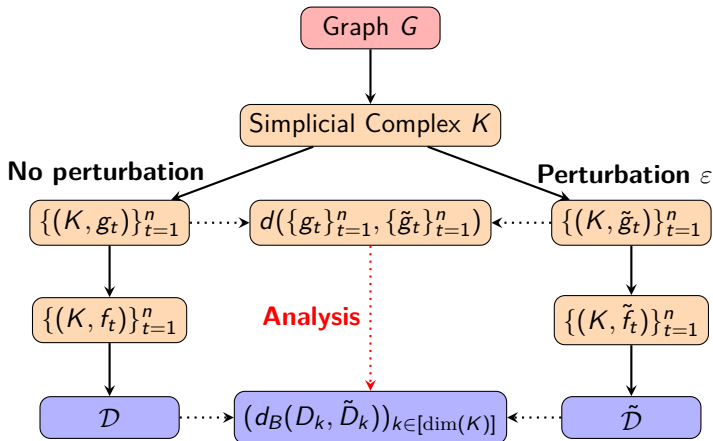 Graph G
Simplicial Complex K
No perturbation
Perturbation ε
{(K, g_t)}_{t=1}^n
d({g_t}_{t=1}^n, {g̃_t}_{t=1}^n)
{(K, g̃_t)}_{t=1}^n
{(K, f_t)}_{t=1}^n
Analysis
{(K, f̃_t)}_{t=1}^n
𝒟
(d_B(D_k, D̃_k))_{k∈[dim(K)]}
𝒟̃